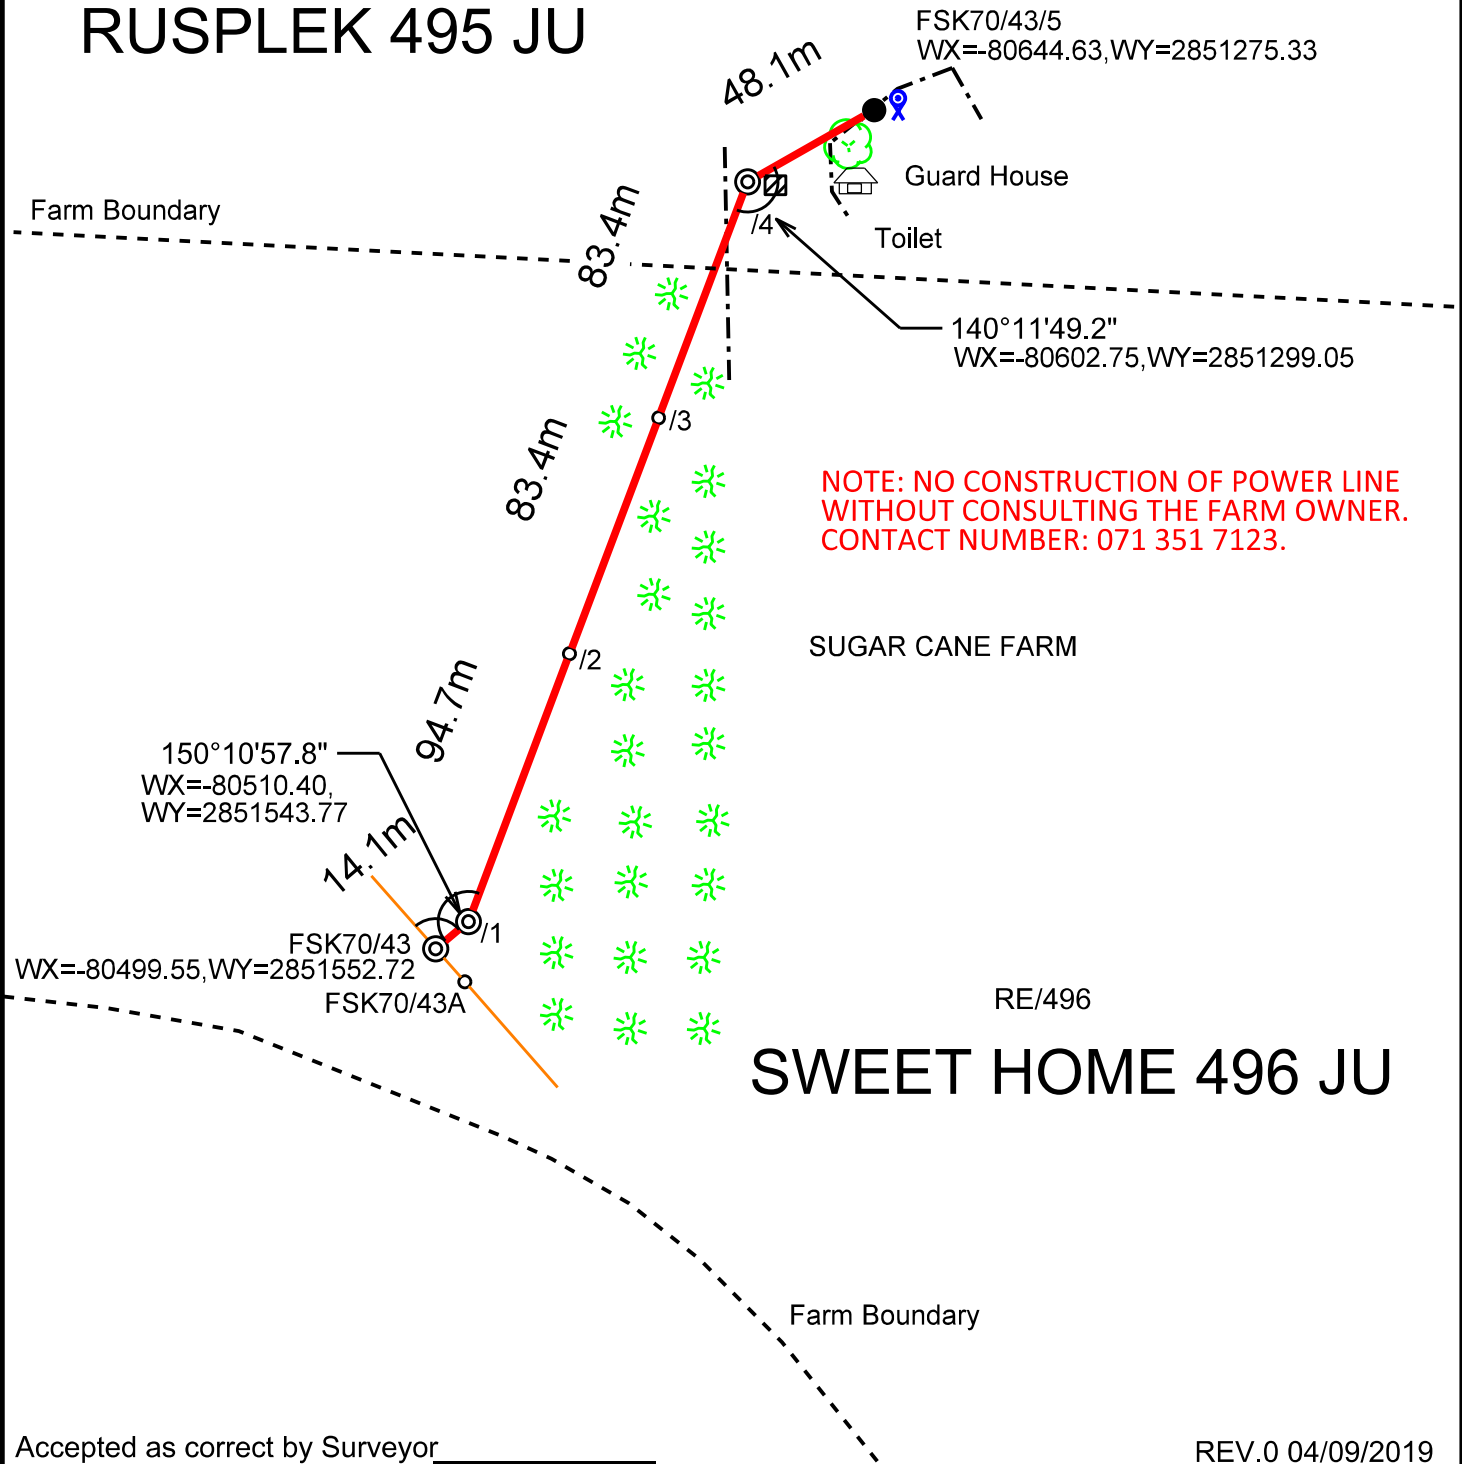 RUSPLEK 495 JU
FSK70/43/5
WX=-80644.63,WY=2851275.33
48.1m
Guard House
Farm Boundary
/4
Toilet
83.4m
140°11'49.2"
WX=-80602.75,WY=2851299.05
/3
83.4m
NOTE: NO CONSTRUCTION OF POWER LINE
WITHOUT CONSULTING THE FARM OWNER.
CONTACT NUMBER: 071 351 7123.
SUGAR CANE FARM
/2
94.7m
150°10'57.8"
WX=-80510.40,
WY=2851543.77
14.1m
/1
FSK70/43
WX=-80499.55,WY=2851552.72
FSK70/43A
RE/496
SWEET HOME 496 JU
Farm Boundary
Accepted as correct by Surveyor
REV.0 04/09/2019